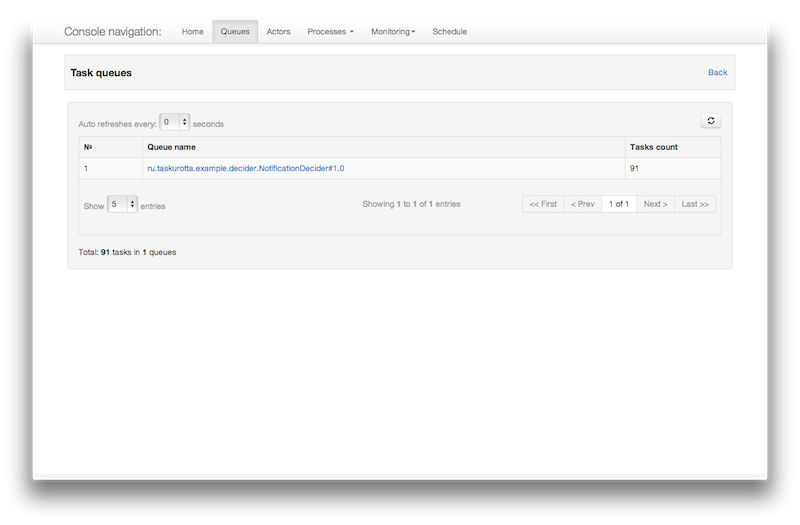 Console navigation: Home Queues Actors Processes Monitoring Schedule
Task queues Back
Auto refreshes every: 0 seconds
№ Queue name Tasks count
1 ru.taskurotta.example.decider.NotificationDecider#1.0 91
Show 5 entries Showing 1 to 1 of 1 entries << First < Prev 1 of 1 Next > Last >>
Total: 91 tasks in 1 queues